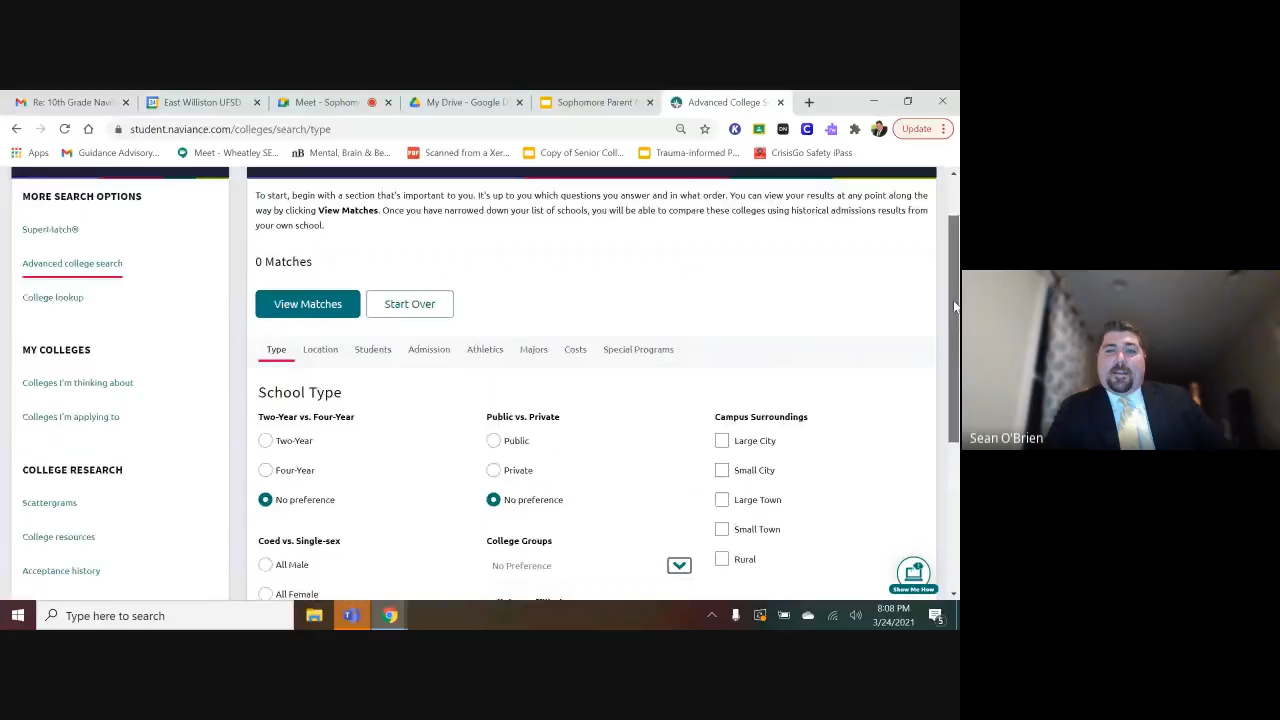 Re: 10th Grade Navi
East Williston UFSD
Meet - Sophom
My Drive - Google D
Sophomore Parent
Advanced College S
student.naviance.com/colleges/search/type
Update
Apps
Guidance Advisory...
Meet - Wheatley SE...
Mental, Brain & Be...
Scanned from a Xer...
Copy of Senior Coll...
Trauma-informed P...
CrisisGo Safety iPass
MORE SEARCH OPTIONS
SuperMatch®
Advanced college search
College lookup
MY COLLEGES
Colleges I'm thinking about
Colleges I'm applying to
COLLEGE RESEARCH
Scattergrams
College resources
Acceptance history
To start, begin with a section that's important to you. It's up to you which questions you answer and in what order. You can view your results at any point along the
way by clicking View Matches. Once you have narrowed down your list of schools, you will be able to compare these colleges using historical admissions results from
your own school.
0 Matches
View Matches
Start Over
Type
Location
Students
Admission
Athletics
Majors
Costs
Special Programs
School Type
Two-Year vs. Four-Year
Two-Year
Four-Year
No preference
Coed vs. Single-sex
All Male
All Female
Public vs. Private
Public
Private
No preference
College Groups
No Preference
Campus Surroundings
Large City
Small City
Large Town
Small Town
Rural
Show Me How
Sean O'Brien
Type here to search
8:08 PM
3/24/2021
5